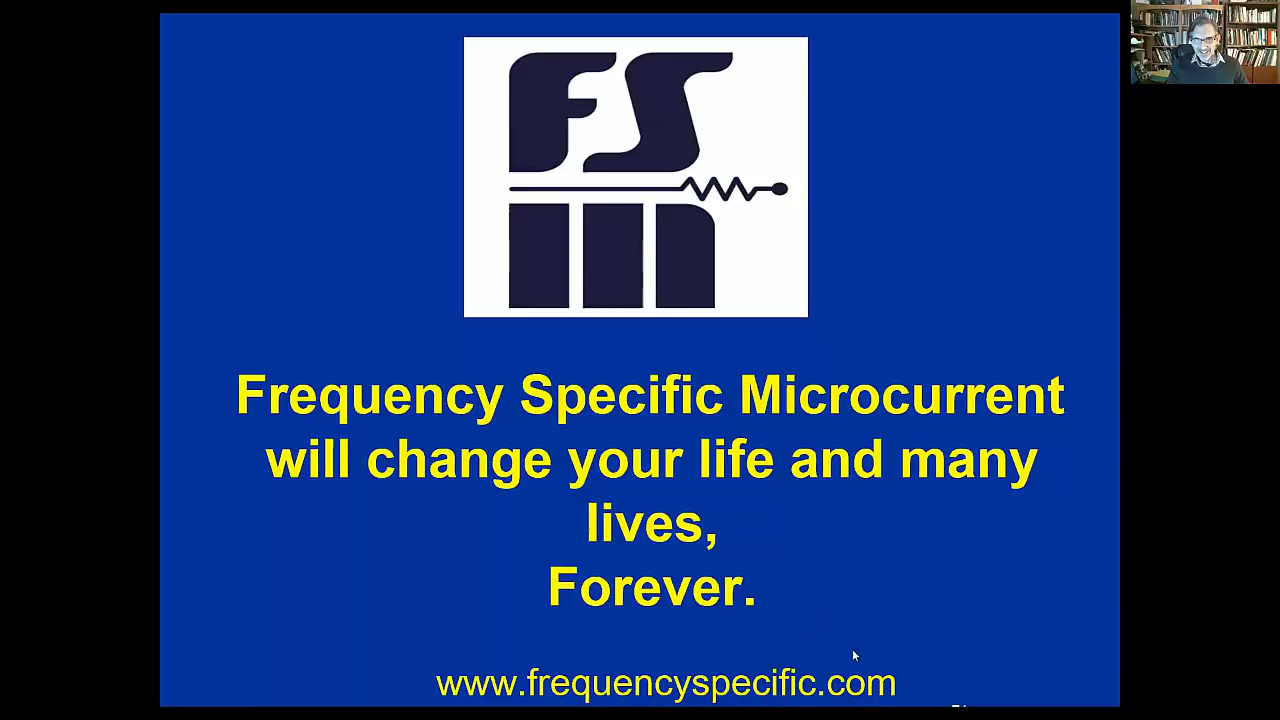 FS
m
Frequency Specific Microcurrent
will change your life and many
lives,
Forever.
www.frequencyspecific.com